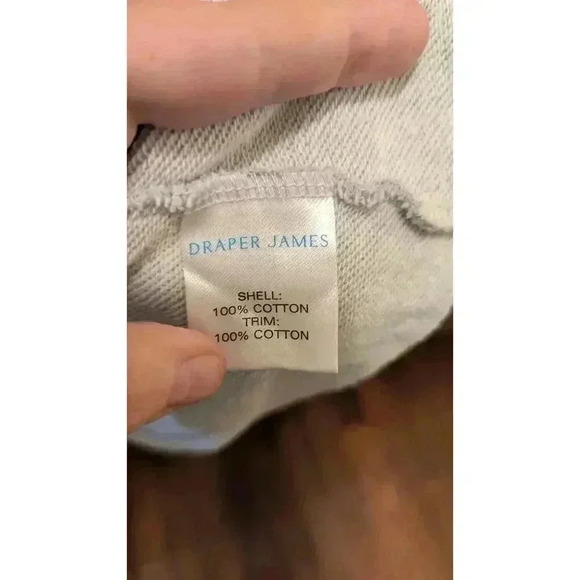 DRAPER JAMES
SHELL:
100% COTTON
TRIM:
100% COTTON